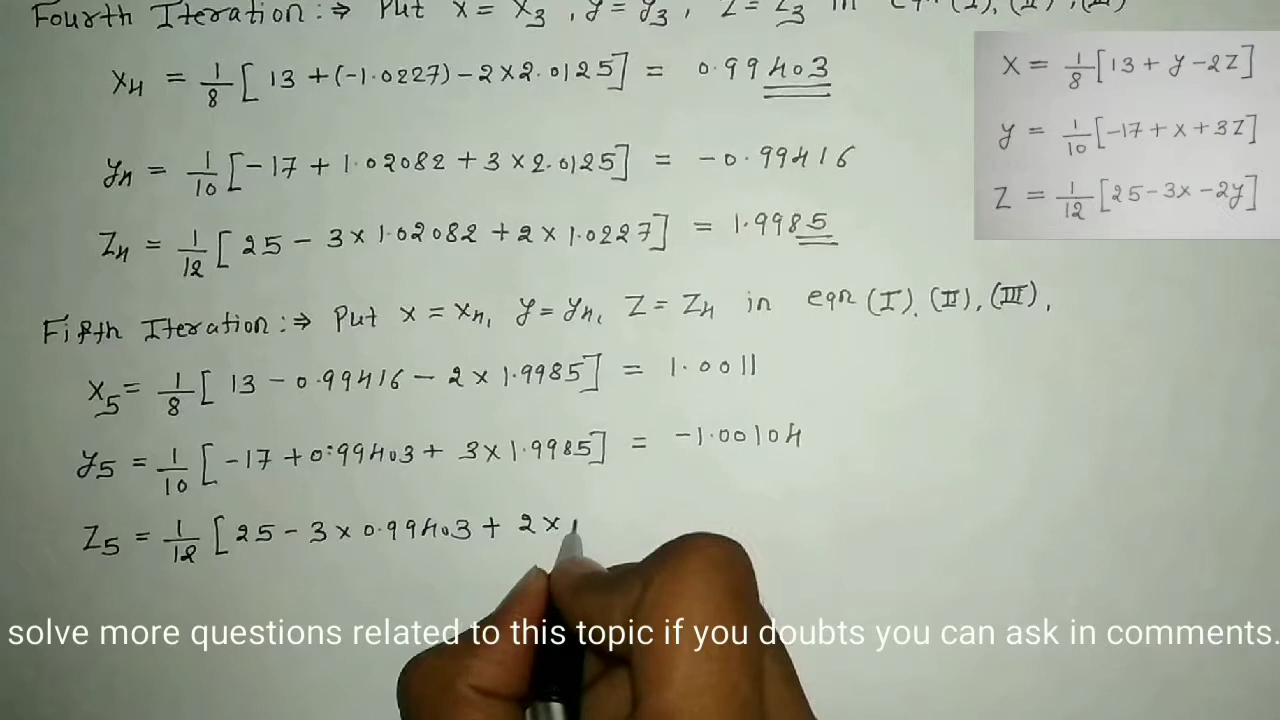 Fourth Iteration :⇒ Put x = x₃, y = y₃, z = z₃ in eqn (I), (II), (III)
x₄ = 1/8 [13 + (-1.0227) - 2×2.0125] = 0.99403
y₄ = 1/10 [-17 + 1.02082 + 3×2.0125] = -0.99416
z₄ = 1/12 [25 - 3×1.02082 + 2×1.0227] = 1.9985
x = 1/8 [13 + y - 2z]
y = 1/10 [-17 + x + 3z]
z = 1/12 [25 - 3x - 2y]
Fifth Iteration :⇒ Put x = x₄, y = y₄, z = z₄ in eqn (I), (II), (III),
x₅ = 1/8 [13 - 0.99416 - 2×1.9985] = 1.0011
y₅ = 1/10 [-17 + 0.99403 + 3×1.9985] = -1.00104
z₅ = 1/12 [25 - 3×0.99403 + 2×
solve more questions related to this topic if you doubts you can ask in comments.